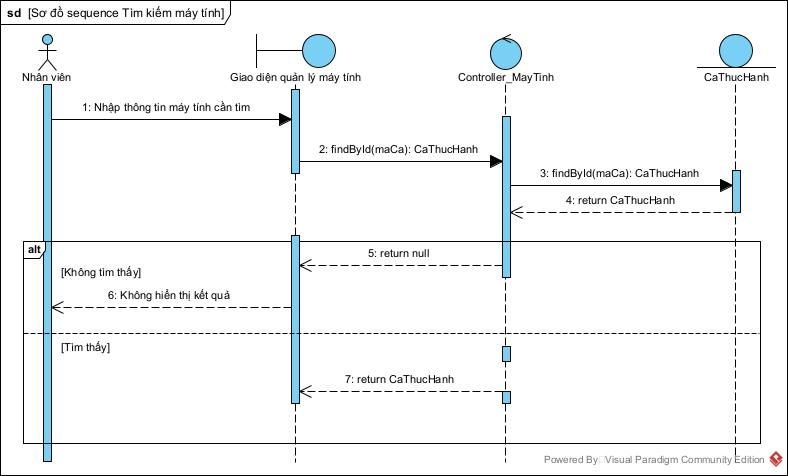 sd [Sơ đồ sequence Tìm kiếm máy tính]
Nhân viên
Giao diện quản lý máy tính
Controller_MayTinh
CaThucHanh
1: Nhập thông tin máy tính cần tìm
2: findById(maCa): CaThucHanh
3: findById(maCa): CaThucHanh
4: return CaThucHanh
alt
5: return null
[Không tìm thấy]
6: Không hiển thị kết quả
[Tìm thấy]
7: return CaThucHanh
Powered By Visual Paradigm Community Edition